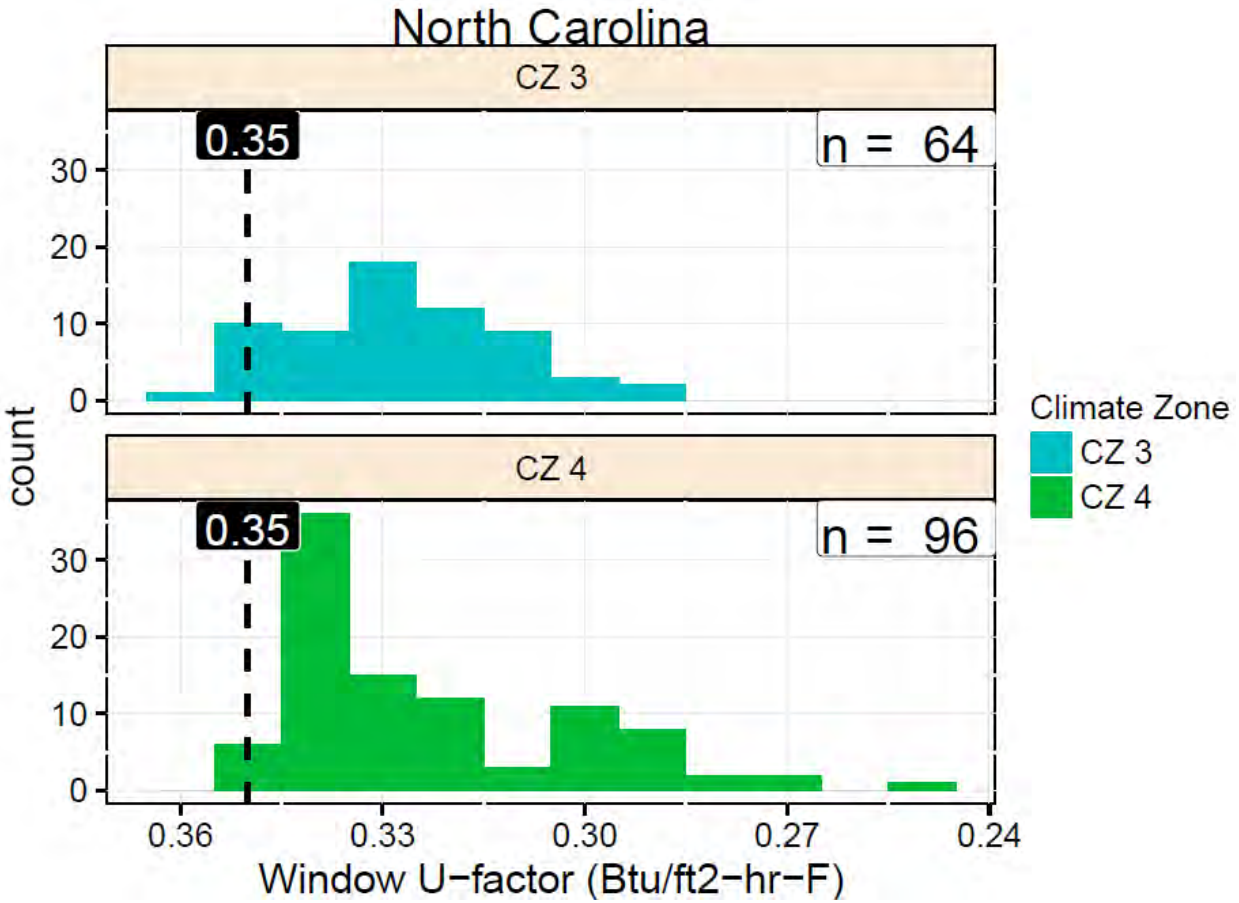 North Carolina
CZ 3
0.35
n = 64
30
20
10
0
count
CZ 4
0.35
n = 96
30
20
10
0
0.36 0.33 0.30 0.27 0.24
Window U−factor (Btu/ft2−hr−F)
Climate Zone
CZ 3
CZ 4